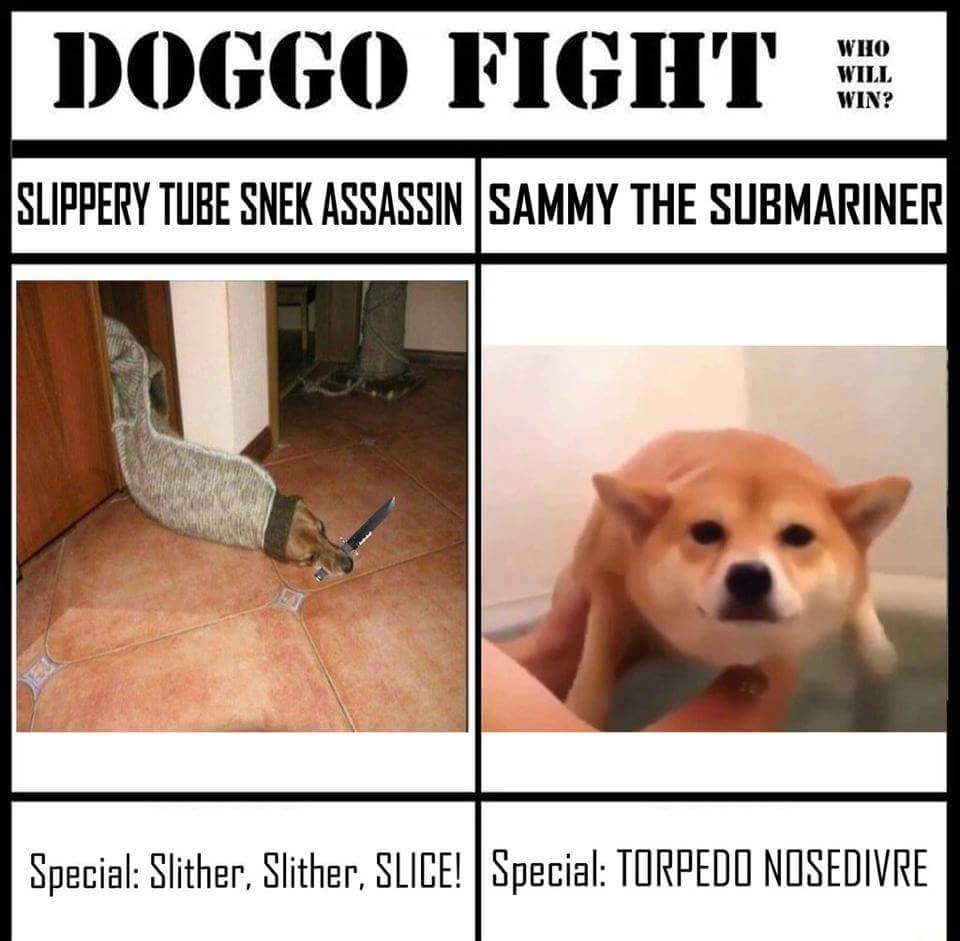 DOGGO FIGHT
WHO
WILL
WIN?
SLIPPERY TUBE SNEK ASSASSIN
SAMMY THE SUBMARINER
Special: Slither, Slither, SLICE!
Special: TORPEDO NOSEDIVRE